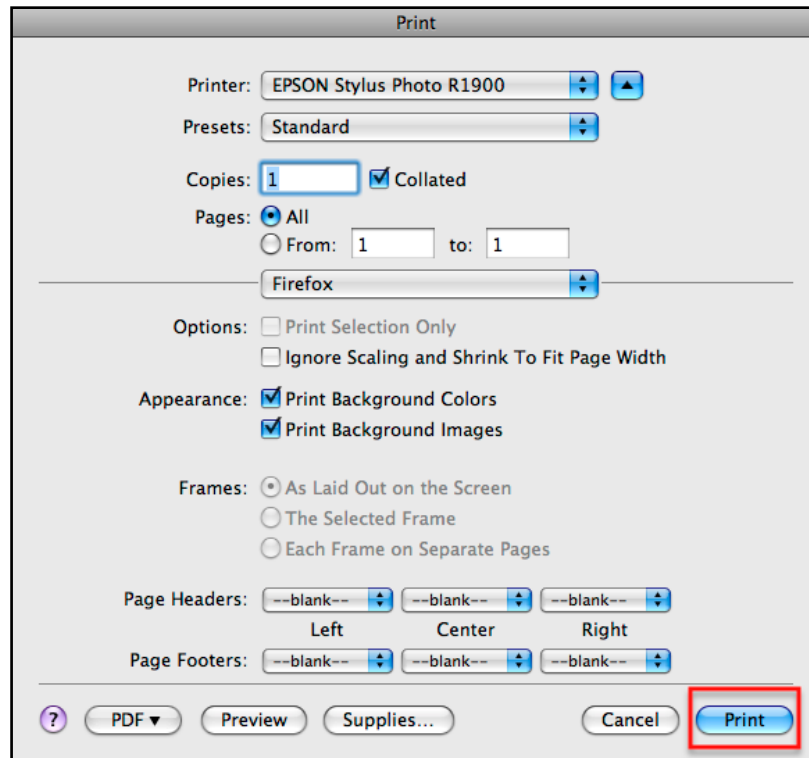 Print
Printer: EPSON Stylus Photo R1900
Presets: Standard
Copies: 1 Collated
Pages: All
From: 1 to: 1
Firefox
Options: Print Selection Only
Ignore Scaling and Shrink To Fit Page Width
Appearance: Print Background Colors
Print Background Images
Frames: As Laid Out on the Screen
The Selected Frame
Each Frame on Separate Pages
Page Headers: --blank-- --blank-- --blank--
Left Center Right
Page Footers: --blank-- --blank-- --blank--
? PDF ▾ Preview Supplies... Cancel Print